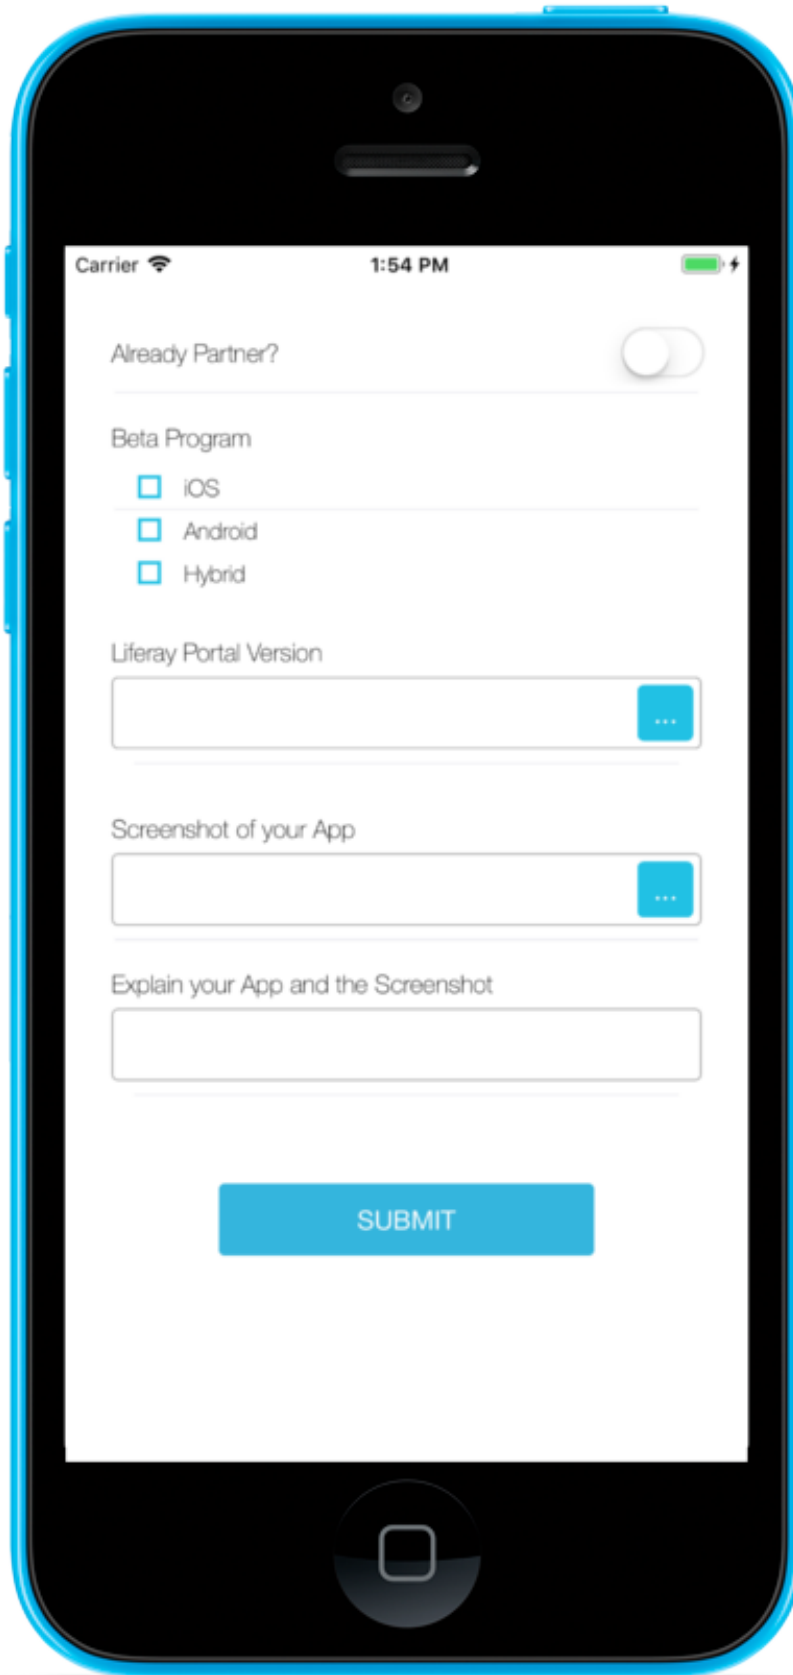 Carrier 1:54 PM
Already Partner?
Beta Program
iOS
Android
Hybrid
Liferay Portal Version
...
Screenshot of your App
...
Explain your App and the Screenshot
SUBMIT